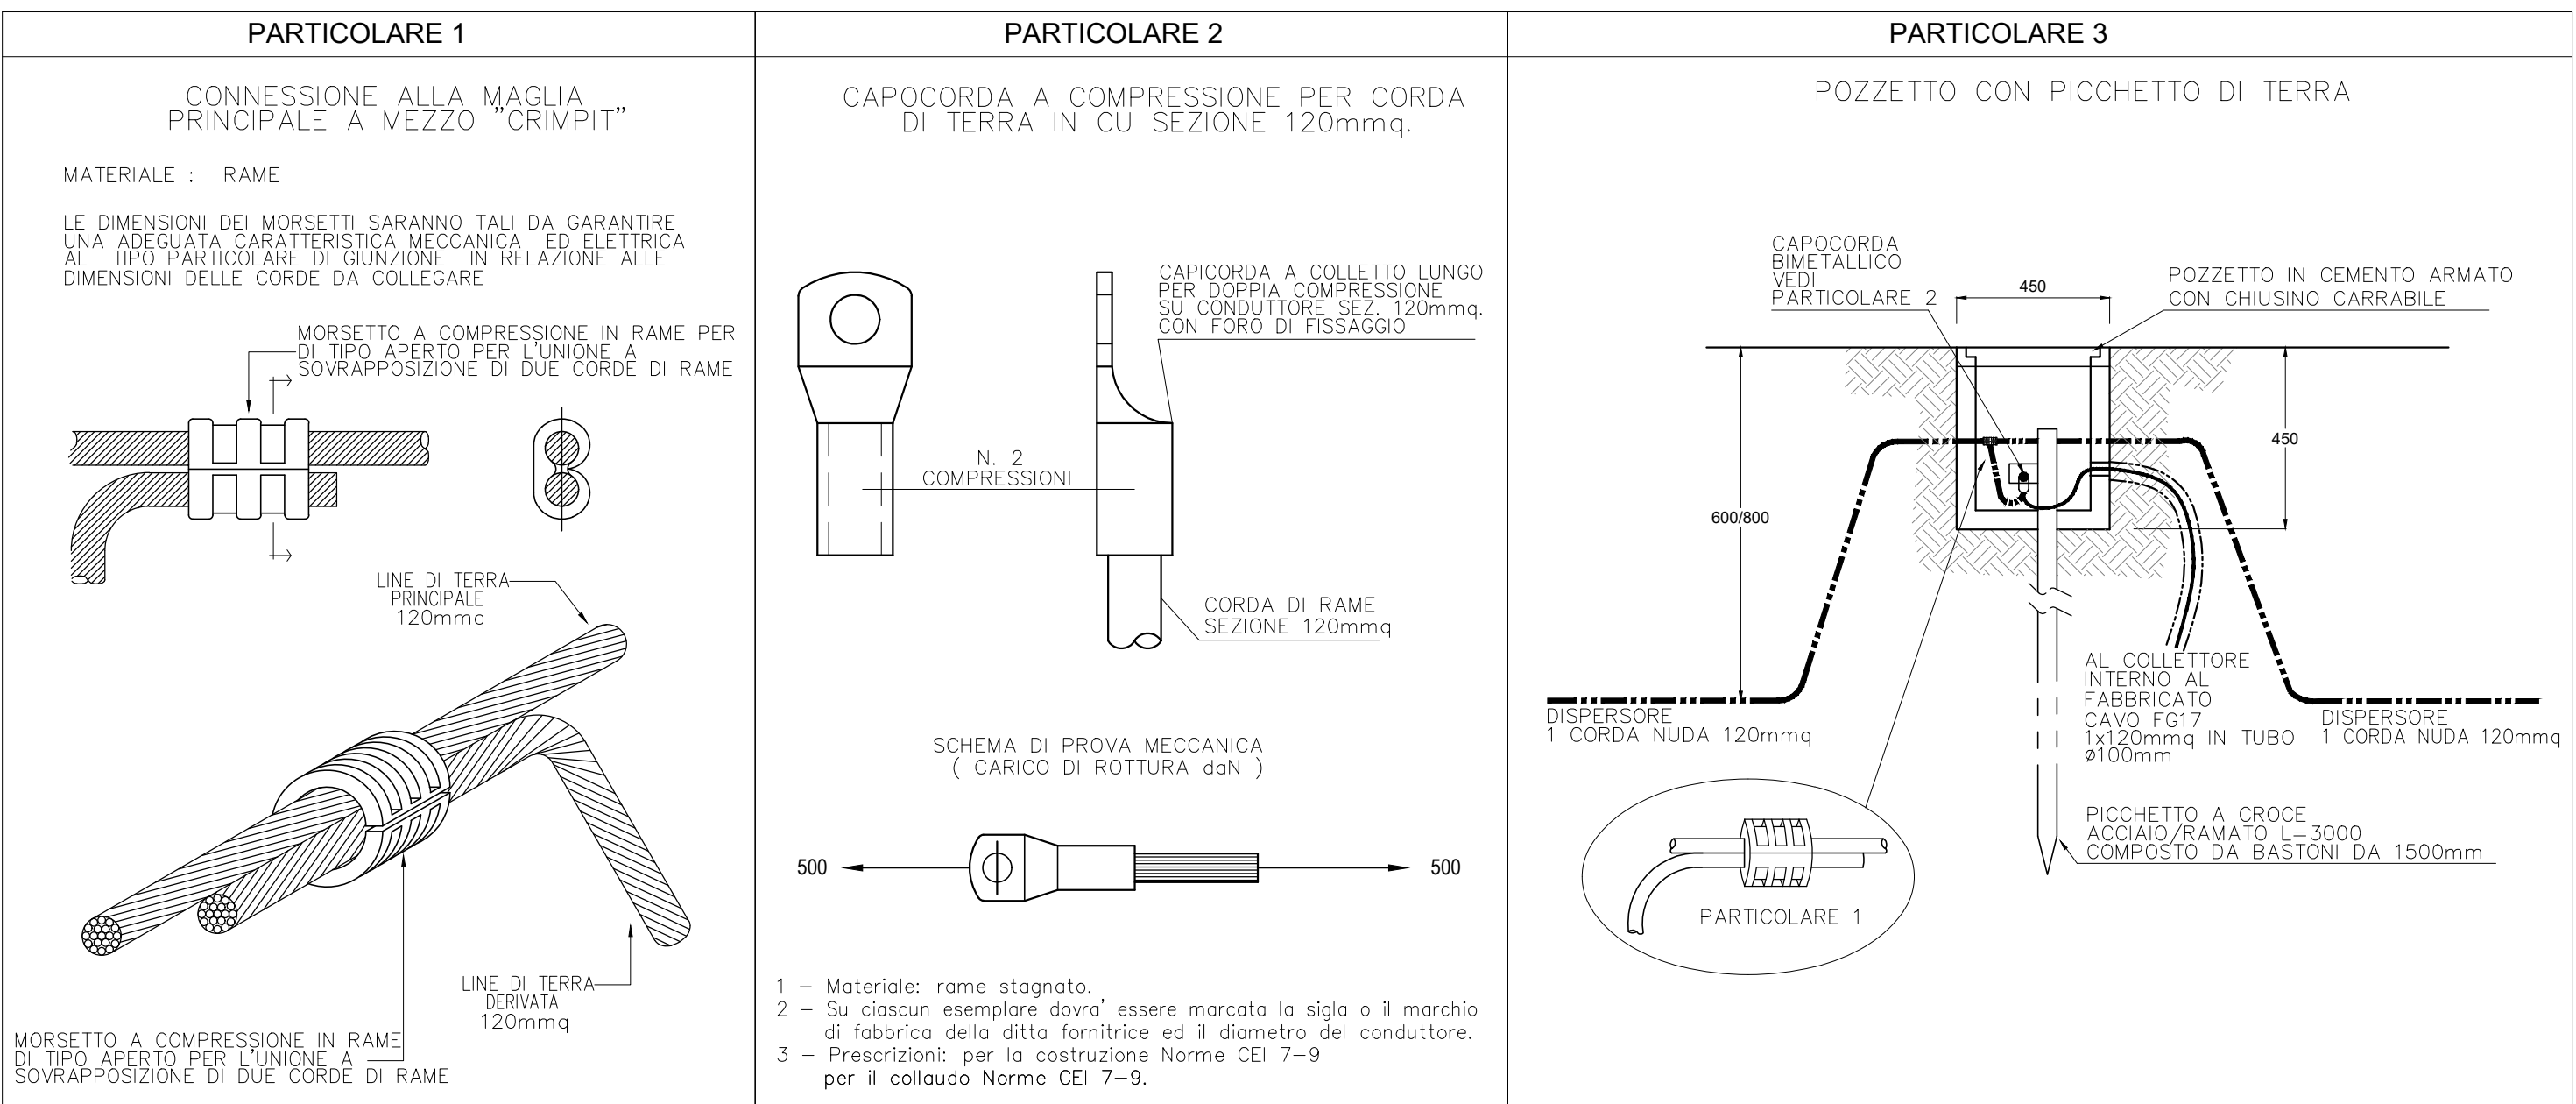 PARTICOLARE 1
CONNESSIONE ALLA MAGLIA
PRINCIPALE A MEZZO "CRIMPIT"
MATERIALE : RAME
LE DIMENSIONI DEI MORSETTI SARANNO TALI DA GARANTIRE
UNA ADEGUATA CARATTERISTICA MECCANICA ED ELETTRICA
AL TIPO PARTICOLARE DI GIUNZIONE IN RELAZIONE ALLE
DIMENSIONI DELLE CORDE DA COLLEGARE
MORSETTO A COMPRESSIONE IN RAME PER
DI TIPO APERTO PER L'UNIONE A
SOVRAPPOSIZIONE DI DUE CORDE DI RAME
LINE DI TERRA
PRINCIPALE
120mmq
LINE DI TERRA
DERIVATA
120mmq
MORSETTO A COMPRESSIONE IN RAME
DI TIPO APERTO PER L'UNIONE A
SOVRAPPOSIZIONE DI DUE CORDE DI RAME
PARTICOLARE 2
CAPOCORDA A COMPRESSIONE PER CORDA
DI TERRA IN CU SEZIONE 120mmq.
CAPICORDA A COLLETTO LUNGO
PER DOPPIA COMPRESSIONE
SU CONDUTTORE SEZ. 120mmq.
CON FORO DI FISSAGGIO
N. 2
COMPRESSIONI
CORDA DI RAME
SEZIONE 120mmq
SCHEMA DI PROVA MECCANICA
( CARICO DI ROTTURA daN )
500
500
1 - Materiale: rame stagnato.
2 - Su ciascun esemplare dovra' essere marcata la sigla o il marchio
di fabbrica della ditta fornitrice ed il diametro del conduttore.
3 - Prescrizioni: per la costruzione Norme CEI 7-9
per il collaudo Norme CEI 7-9.
PARTICOLARE 3
POZZETTO CON PICCHETTO DI TERRA
CAPOCORDA
BIMETALLICO
VEDI
PARTICOLARE 2
450
POZZETTO IN CEMENTO ARMATO
CON CHIUSINO CARRABILE
450
600/800
DISPERSORE
1 CORDA NUDA 120mmq
AL COLLETTORE
INTERNO AL
FABBRICATO
CAVO FG17
1x120mmq IN TUBO
ø100mm
DISPERSORE
1 CORDA NUDA 120mmq
PICCHETTO A CROCE
ACCIAIO/RAMATO L=3000
COMPOSTO DA BASTONI DA 1500mm
PARTICOLARE 1